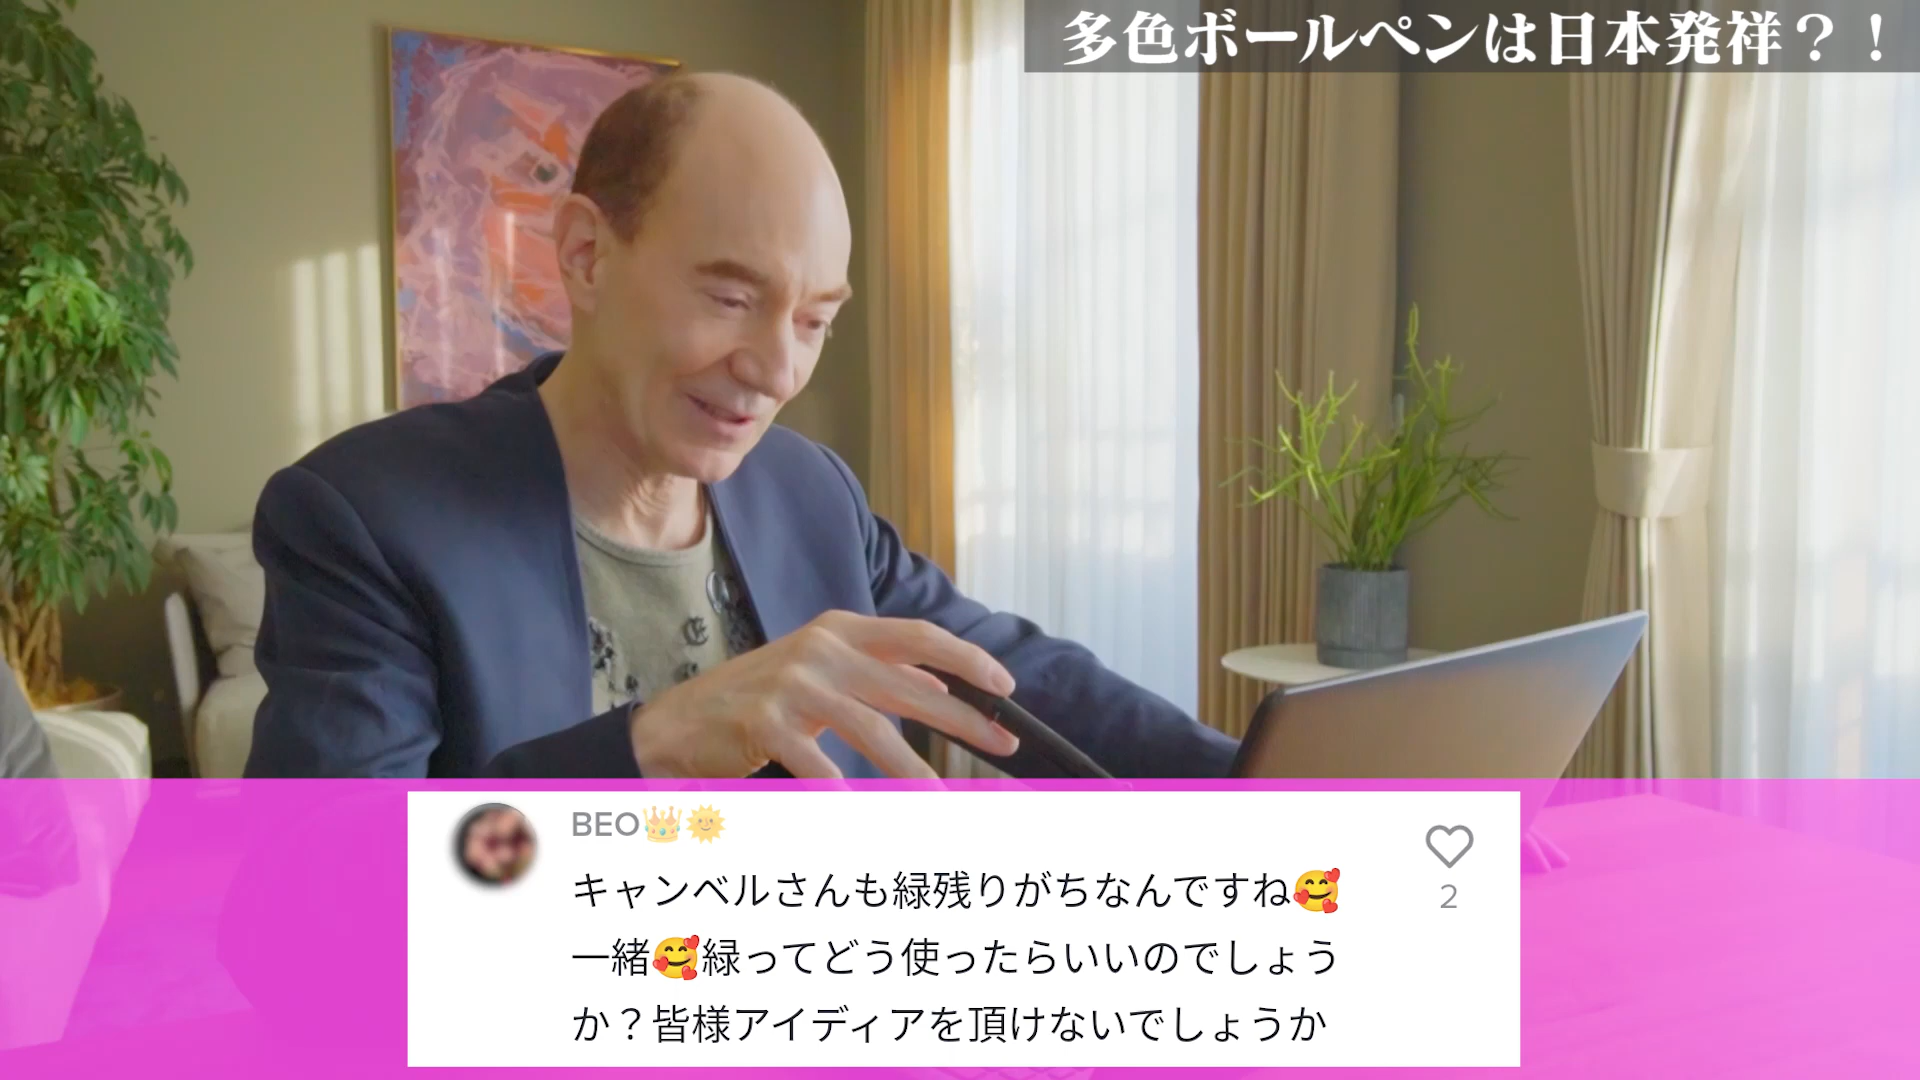 多色ボールペンは日本発祥？！
BEO👑🌞
キャンベルさんも緑残りがちなんですね🥰
一緒🥰緑ってどう使ったらいいのでしょう
か？皆様アイディアを頂けないでしょうか
2